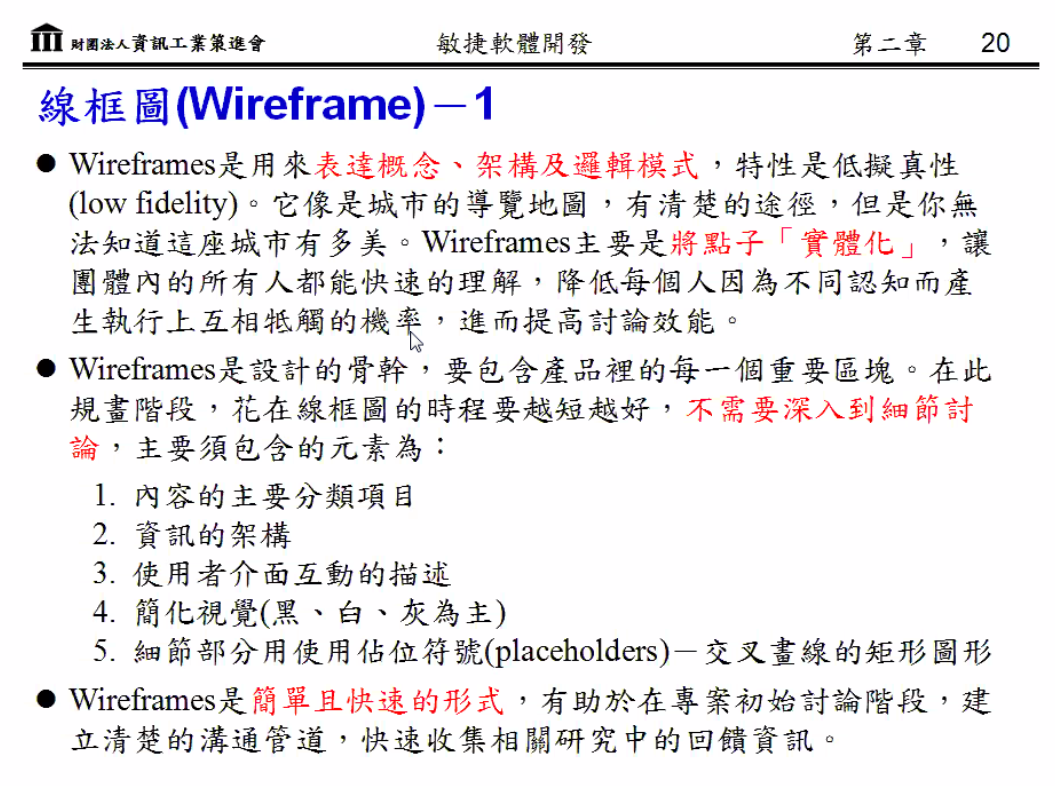 財團法人資訊工業策進會 敏捷軟體開發 第二章 20
線框圖(Wireframe)－1
● Wireframes是用來表達概念、架構及邏輯模式，特性是低擬真性
(low fidelity)。它像是城市的導覽地圖，有清楚的途徑，但是你無
法知道這座城市有多美。Wireframes主要是將點子「實體化」，讓
團體內的所有人都能快速的理解，降低每個人因為不同認知而產
生執行上互相牴觸的機率，進而提高討論效能。
● Wireframes是設計的骨幹，要包含產品裡的每一個重要區塊。在此
規畫階段，花在線框圖的時程要越短越好，不需要深入到細節討
論，主要須包含的元素為：
1. 內容的主要分類項目
2. 資訊的架構
3. 使用者介面互動的描述
4. 簡化視覺(黑、白、灰為主)
5. 細節部分用使用佔位符號(placeholders)－交叉畫線的矩形圖形
● Wireframes是簡單且快速的形式，有助於在專案初始討論階段，建
立清楚的溝通管道，快速收集相關研究中的回饋資訊。